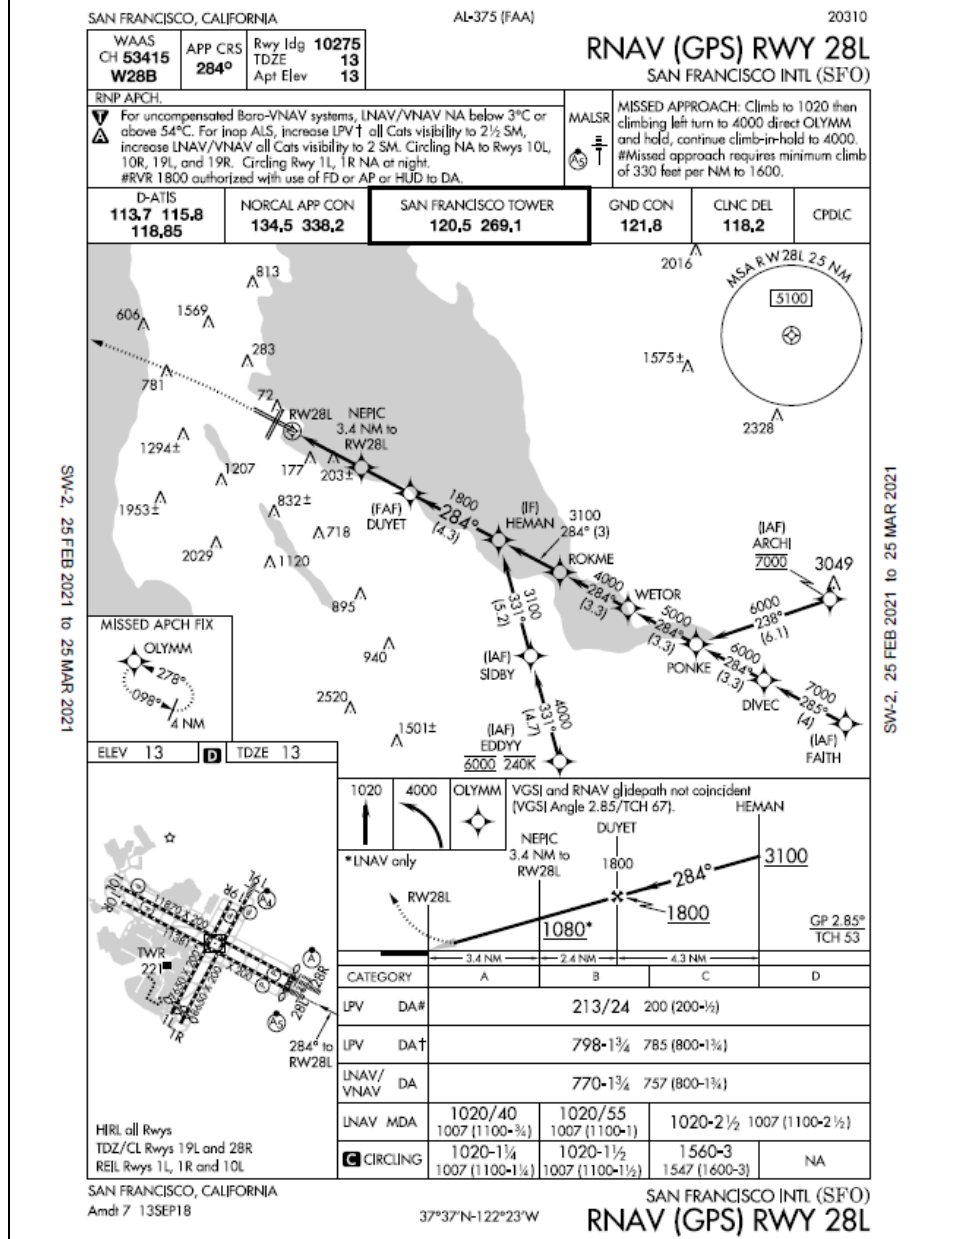 SAN FRANCISCO, CALIFORNIA
AL-375 (FAA)
20310
WAAS
CH 53415
W28B
APP CRS
284°
Rwy ldg 10275
TDZE 13
Apt Elev 13
RNAV (GPS) RWY 28L
SAN FRANCISCO INTL (SFO)
RNP APCH.
T
A
For uncompensated Baro-VNAV systems, LNAV/VNAV NA below 3°C or
above 54°C. For inop ALS, increase LPV† all Cats visibility to 2½ SM,
increase LNAV/VNAV all Cats visibility to 2 SM. Circling NA to Rwys 10L,
10R, 19L, and 19R. Circling Rwy 1L, 1R NA at night.
#RVR 1800 authorized with use of FD or AP or HUD to DA.
MALSR
A5
MISSED APPROACH: Climb to 1020 then
climbing left turn to 4000 direct OLYMM
and hold, continue climb-in-hold to 4000.
#Missed approach requires minimum climb
of 330 feet per NM to 1600.
D-ATIS
113.7 115.8
118.85
NORCAL APP CON
134.5 338.2
SAN FRANCISCO TOWER
120.5 269.1
GND CON
121.8
CLNC DEL
118.2
CPDLC
2016
MSA RW28L 25 NM
5100
813
606
1569
283
781
72
1575±
2328
RW28L
NEPIC
3.4 NM to
RW28L
1294±
1207
177
203±
1953±
832±
718
2029
1120
895
940
2520
1501±
(FAF)
DUYET
1800
284°
(4.3)
(IF)
HEMAN
3100
284° (3)
ROKME
4000
284°
(3.3)
WETOR
5000
284°
(3.3)
PONKE
6000
284°
(3.3)
DIVEC
7000
285°
(4)
(IAF)
FAITH
(IAF)
ARCHI
7000
3049
6000
238°
(6.1)
3100
331°
(5.2)
(IAF)
SIDBY
4000
331°
(4.7)
(IAF)
EDDYY
6000 240K
MISSED APCH FIX
OLYMM
278°
098°
4 NM
SW-2, 25 FEB 2021 to 25 MAR 2021
SW-2, 25 FEB 2021 to 25 MAR 2021
ELEV 13
D
TDZE 13
TWR
221
11870 X 200
X 200
8650 X 200
10L
10R
19L
19R
28R
28L
1L
1R
A
A5
284° to
RW28L
HIRL all Rwys
TDZ/CL Rwys 19L and 28R
REIL Rwys 1L, 1R and 10L
1020
4000
OLYMM
VGSI and RNAV glidepath not coincident
(VGSI Angle 2.85/TCH 67).
HEMAN
DUYET
NEPIC
3.4 NM to
RW28L
*LNAV only
RW28L
1800
284°
3100
1800
1080*
GP 2.85°
TCH 53
3.4 NM
2.4 NM
4.3 NM
CATEGORY A B C D
LPV DA# 213/24 200 (200-½)
LPV DA† 798-1¾ 785 (800-1¾)
LNAV/
VNAV DA 770-1¾ 757 (800-1¾)
LNAV MDA 1020/40 1007 (1100-¾) 1020/55 1007 (1100-1) 1020-2½ 1007 (1100-2½)
C CIRCLING 1020-1¼ 1007 (1100-1¼) 1020-1½ 1007 (1100-1½) 1560-3 1547 (1600-3) NA
SAN FRANCISCO, CALIFORNIA
Amdt 7 13SEP18
37°37'N-122°23'W
SAN FRANCISCO INTL (SFO)
RNAV (GPS) RWY 28L